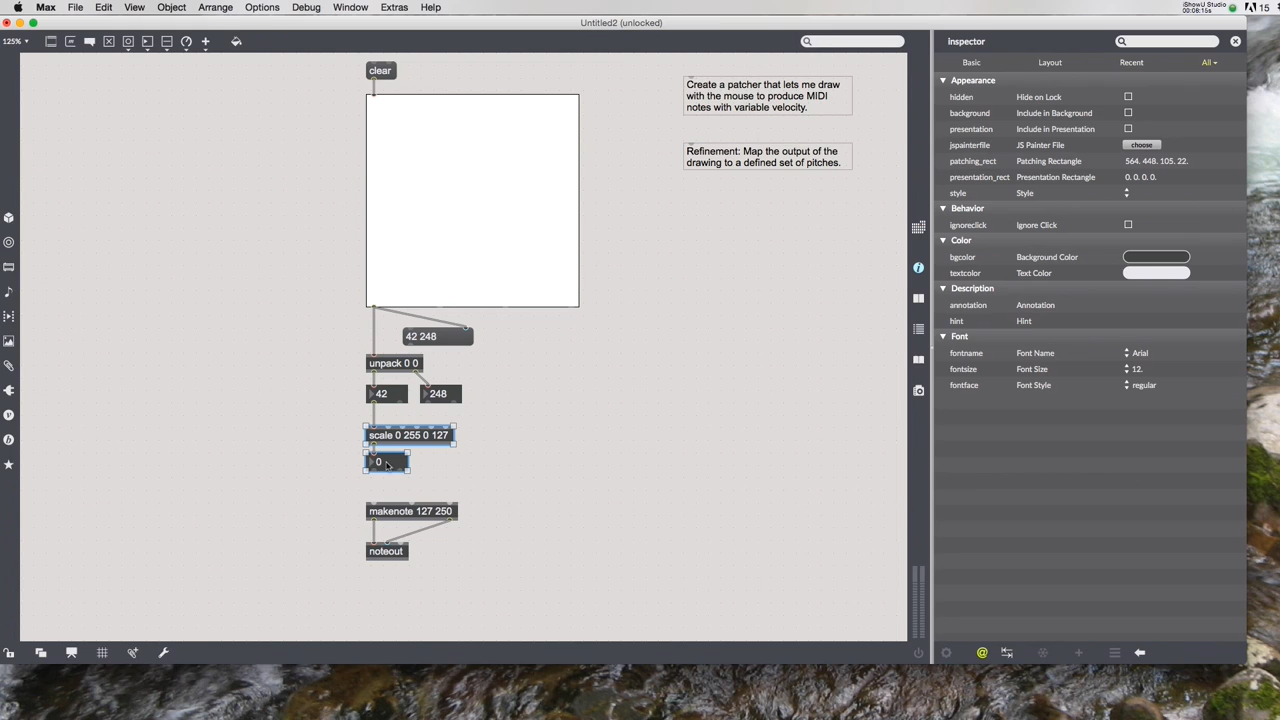 Max File Edit View Object Arrange Options Debug Window Extras Help
iShowU Studio
00:08:15s
15
Untitled2 (unlocked)
125%
inspector
Basic Layout Recent All
clear
Create a patcher that lets me draw
with the mouse to produce MIDI
notes with variable velocity.
Refinement: Map the output of the
drawing to a defined set of pitches.
42 248
unpack 0 0
42 248
scale 0 255 0 127
0
makenote 127 250
noteout
Appearance
hidden Hide on Lock
background Include in Background
presentation Include in Presentation
jspainterfile JS Painter File choose
patching_rect Patching Rectangle 564. 448. 105. 22.
presentation_rect Presentation Rectangle 0. 0. 0. 0.
style Style
Behavior
ignoreclick Ignore Click
Color
bgcolor Background Color
textcolor Text Color
Description
annotation Annotation
hint Hint
Font
fontname Font Name Arial
fontsize Font Size 12.
fontface Font Style regular